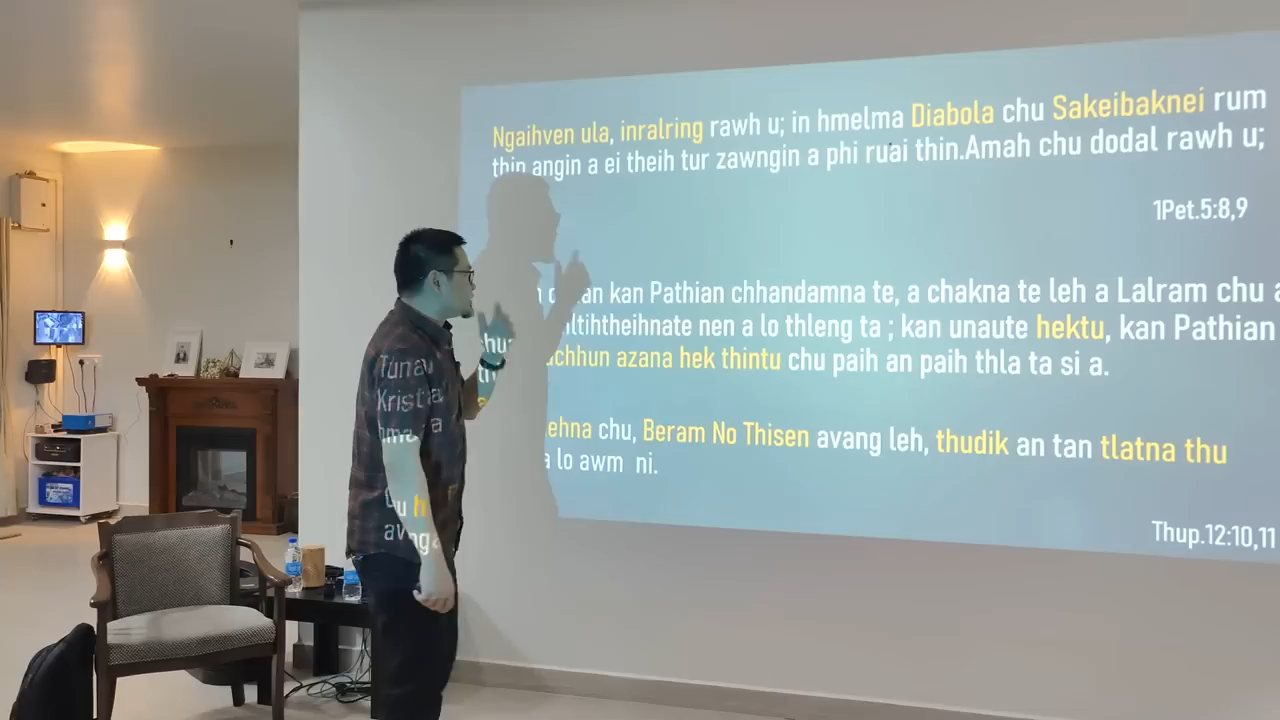 Ngaihven ula, inralring rawh u; in hmelma Diabola chu Sakeibaknei rum
thin angin a ei theih tur zawngin a phi ruai thin.Amah chu dodal rawh u;
1Pet.5:8,9
kan Pathian chhandamna te, a chakna te leh a Lalram chu
nen a lo thleng ta ; kan unaute hektu, kan Pathian
azana hek thintu chu paih an paih thla ta si a.
chu, Beram No Thisen avang leh, thudik an tan tlatna thu
lo awm ni.
Thup.12:10,11